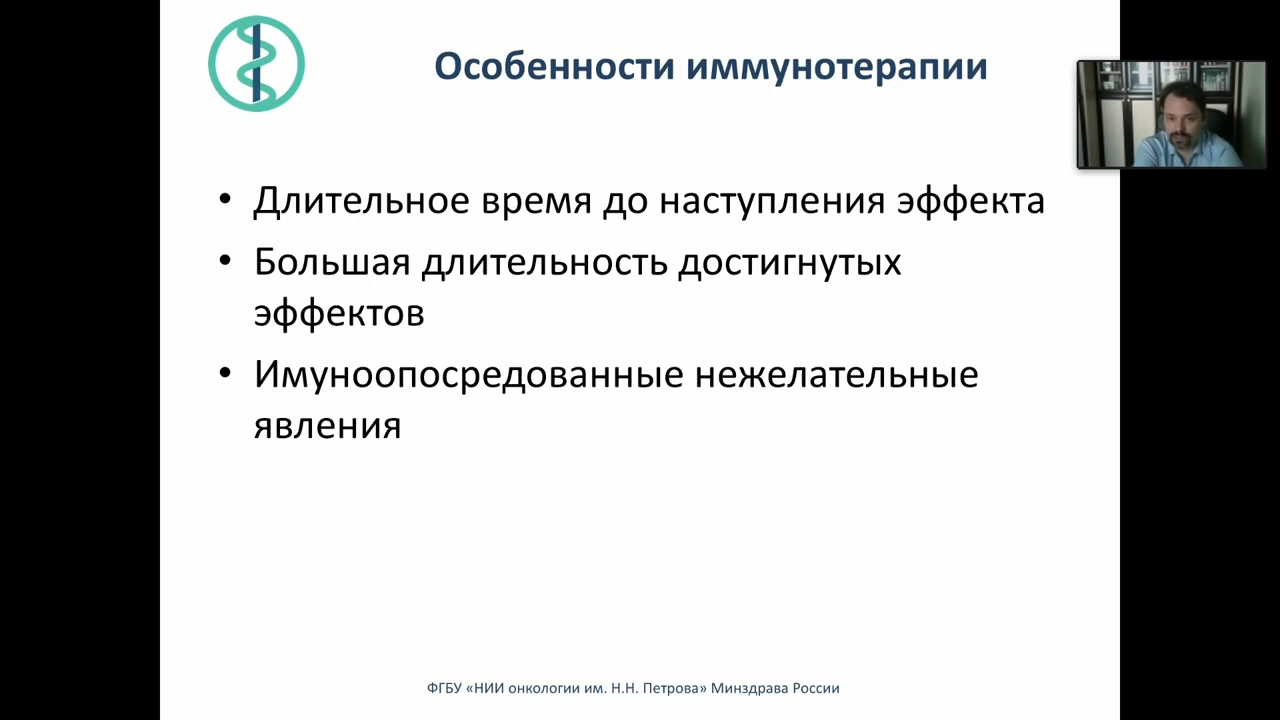 Особенности иммунотерапии
• Длительное время до наступления эффекта
• Большая длительность достигнутых
эффектов
• Имуноопосредованные нежелательные
явления
ФГБУ «НИИ онкологии им. Н.Н. Петрова» Минздрава России